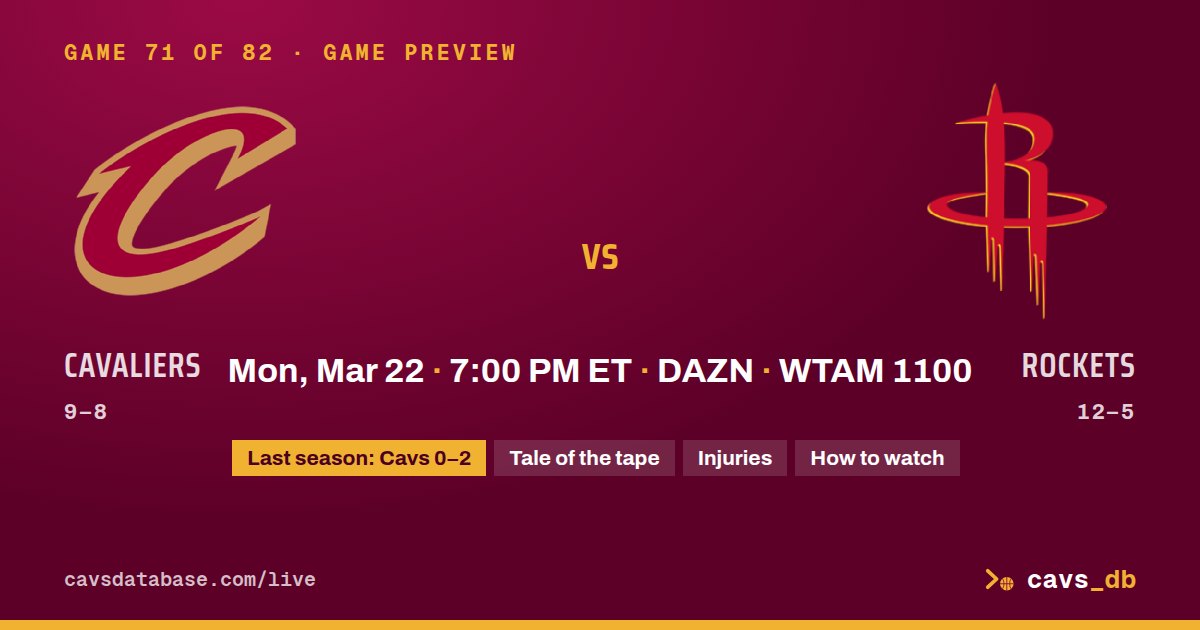 GAME 71 OF 82 · GAME PREVIEW
VS
CAVALIERS
Mon, Mar 22 · 7:00 PM ET · DAZN · WTAM 1100
ROCKETS
9–8
12–5
Last season: Cavs 0–2
Tale of the tape
Injuries
How to watch
cavsdatabase.com/live
cavs_db